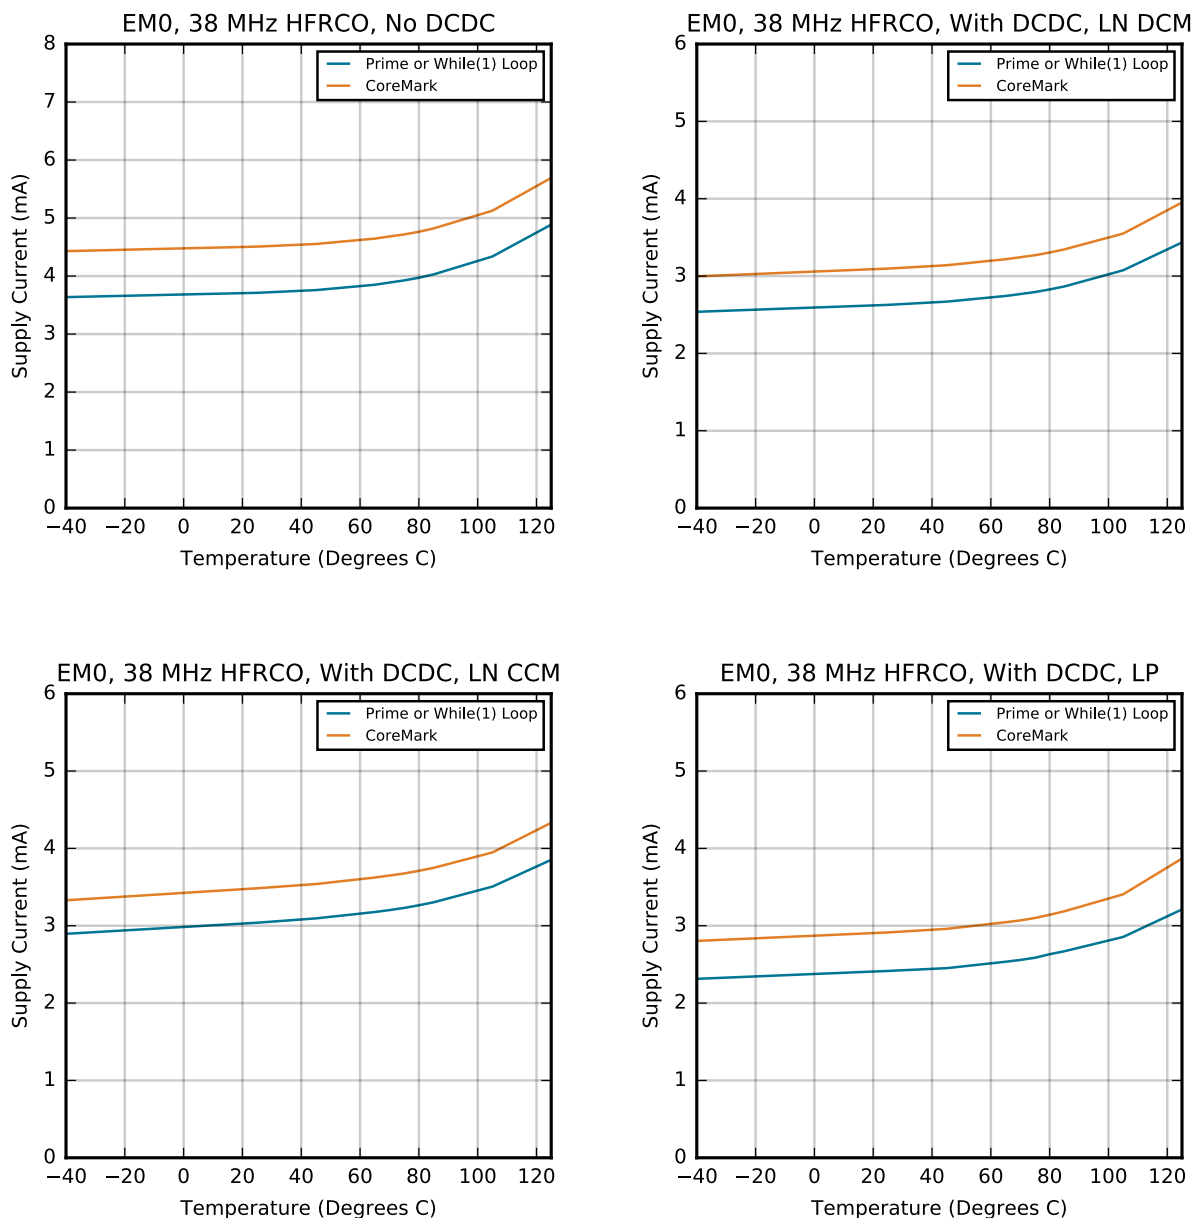 EM0, 38 MHz HFRCO, No DCDC
Prime or While(1) Loop
CoreMark
Supply Current (mA)
8
7
6
5
4
3
2
1
0
−40 −20 0 20 40 60 80 100 120
Temperature (Degrees C)
EM0, 38 MHz HFRCO, With DCDC, LN DCM
Prime or While(1) Loop
CoreMark
Supply Current (mA)
6
5
4
3
2
1
0
−40 −20 0 20 40 60 80 100 120
Temperature (Degrees C)
EM0, 38 MHz HFRCO, With DCDC, LN CCM
Prime or While(1) Loop
CoreMark
Supply Current (mA)
6
5
4
3
2
1
0
−40 −20 0 20 40 60 80 100 120
Temperature (Degrees C)
EM0, 38 MHz HFRCO, With DCDC, LP
Prime or While(1) Loop
CoreMark
Supply Current (mA)
6
5
4
3
2
1
0
−40 −20 0 20 40 60 80 100 120
Temperature (Degrees C)